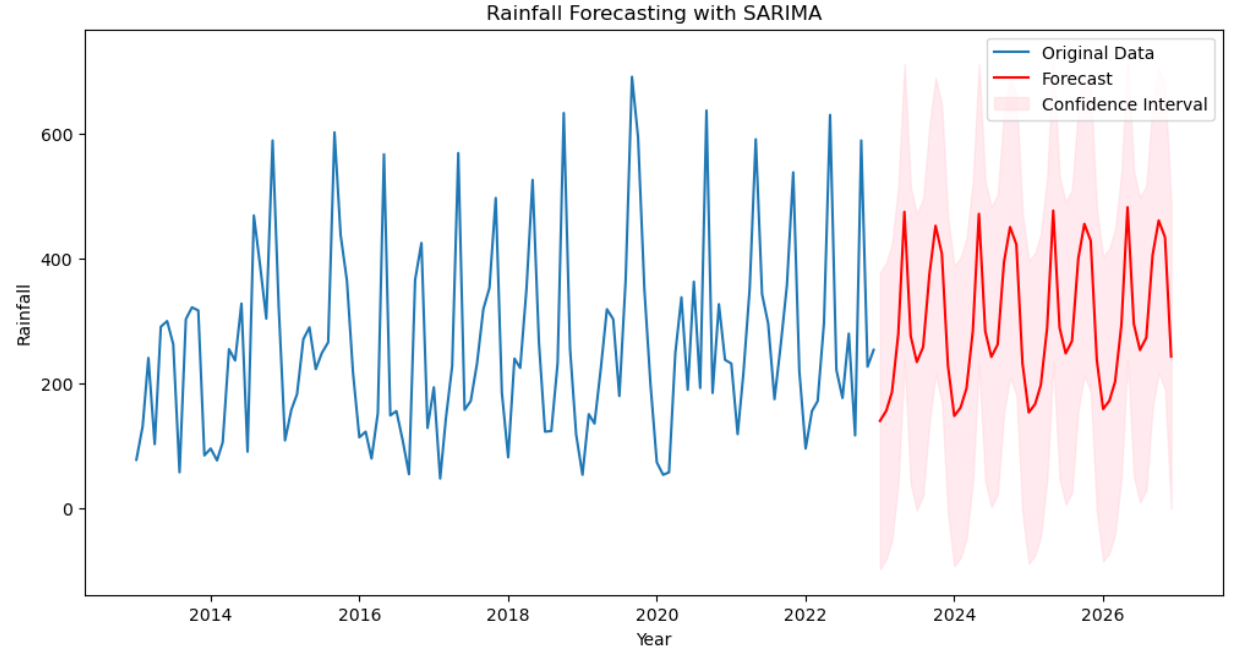 Rainfall Forecasting with SARIMA
Original Data
Forecast
Confidence Interval
Rainfall
600
400
200
0
2014 2016 2018 2020 2022 2024 2026
Year